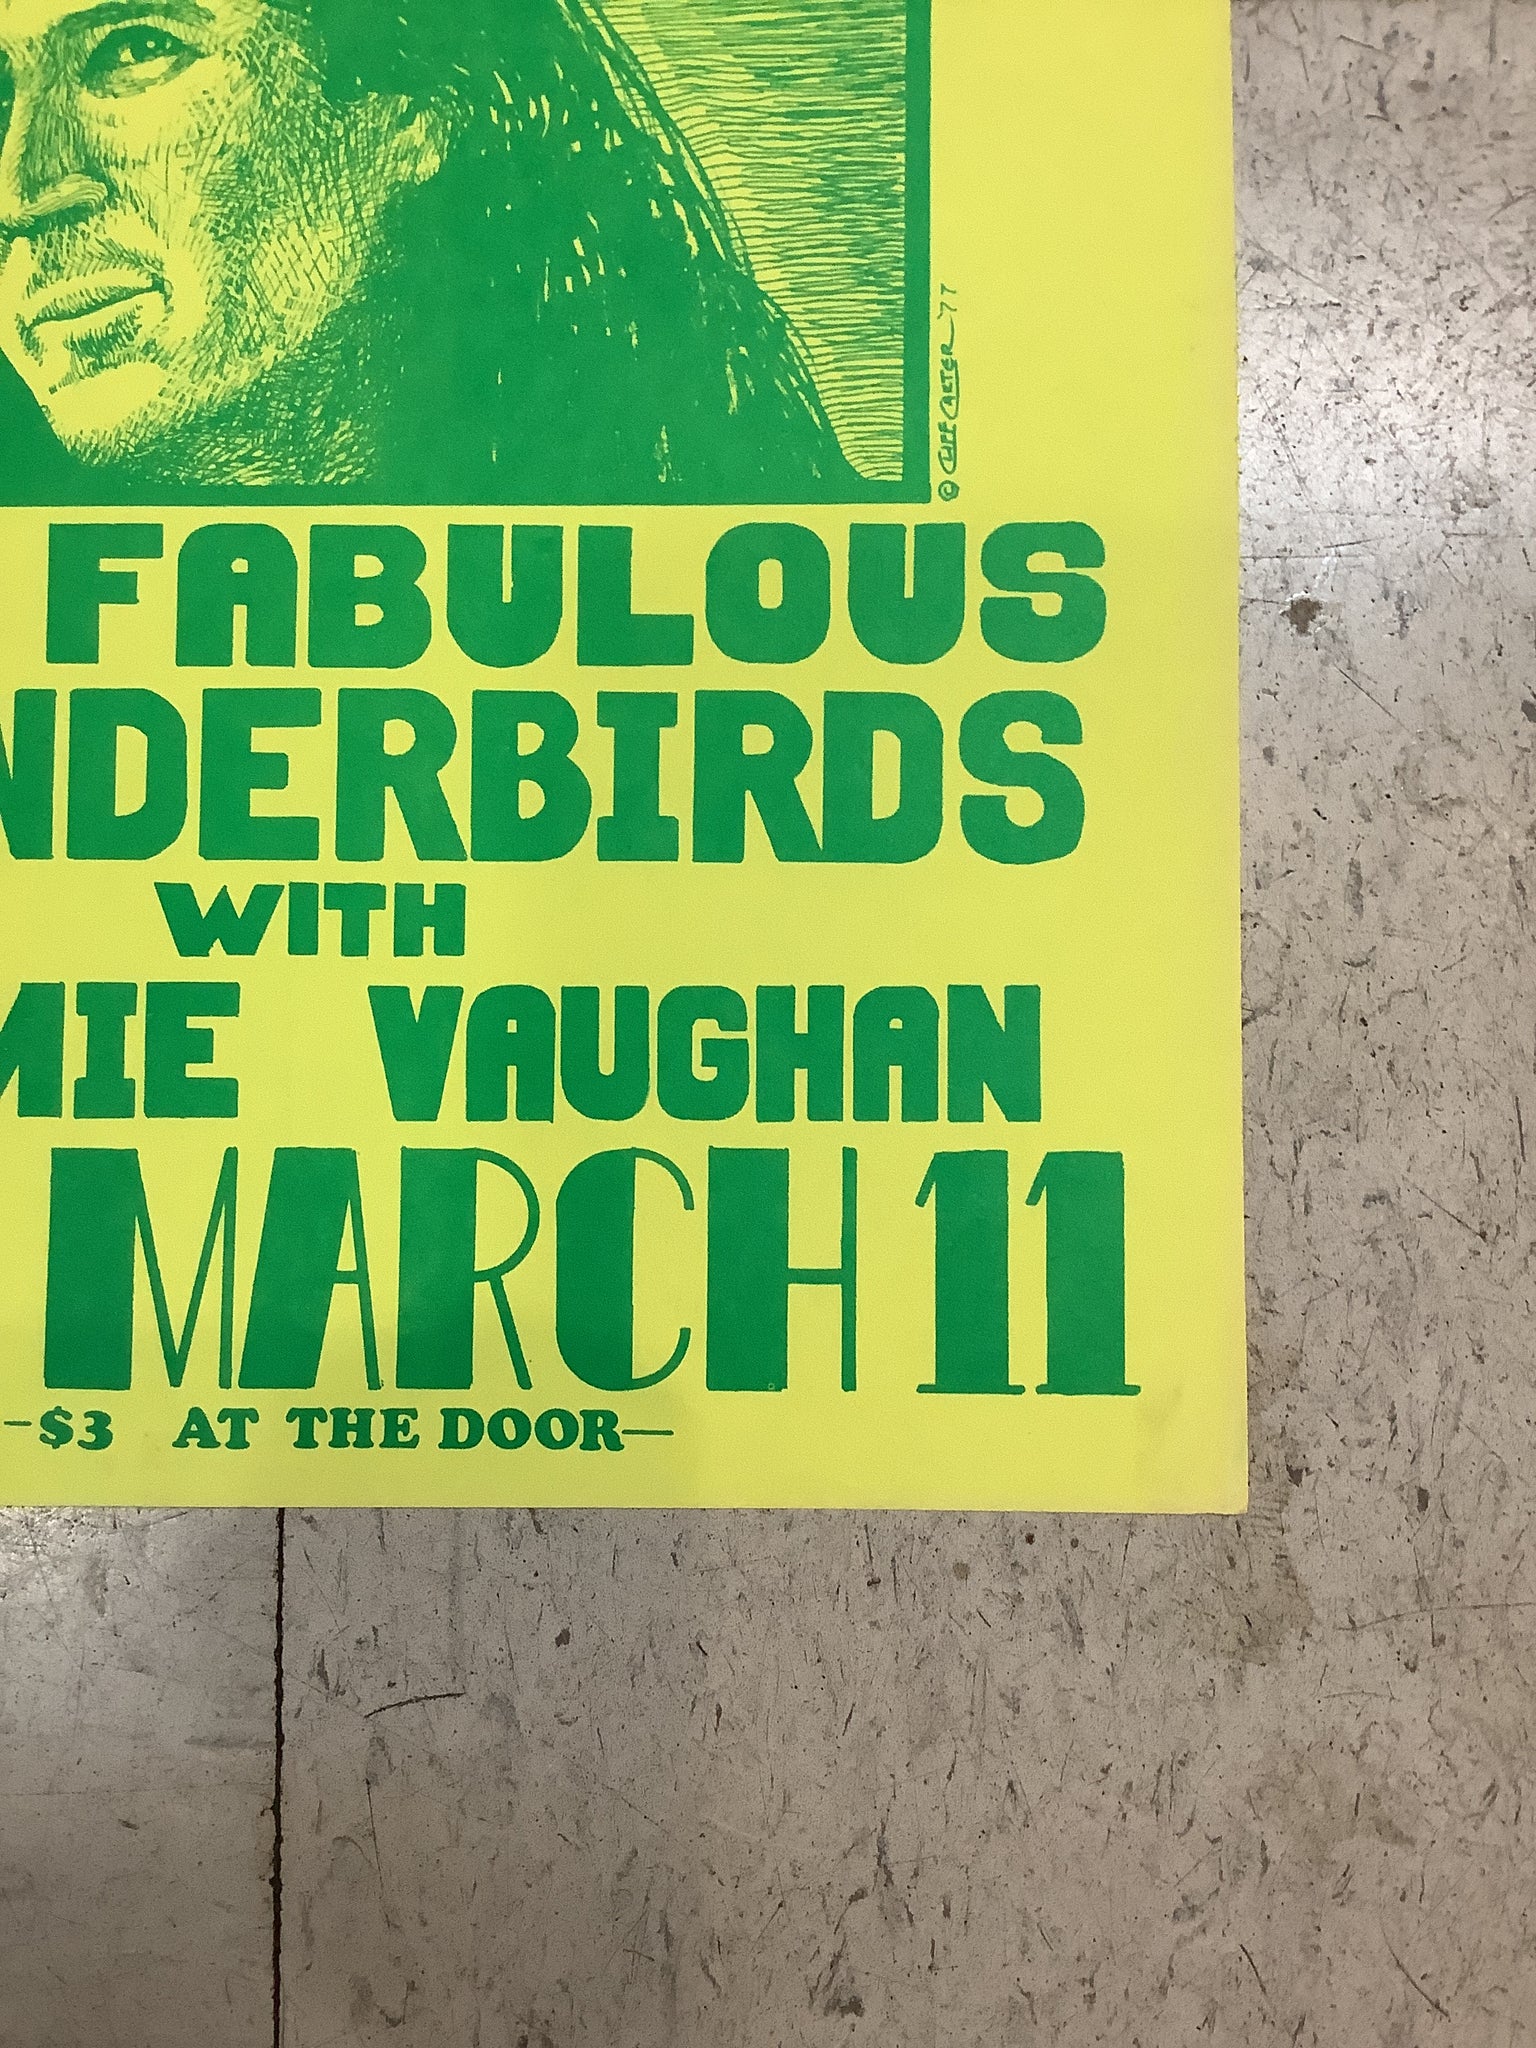 © CLIFF CARTER - 77
FABULOUS
NDERBIRDS
WITH
MIE VAUGHAN
MARCH 11
—$3 AT THE DOOR—